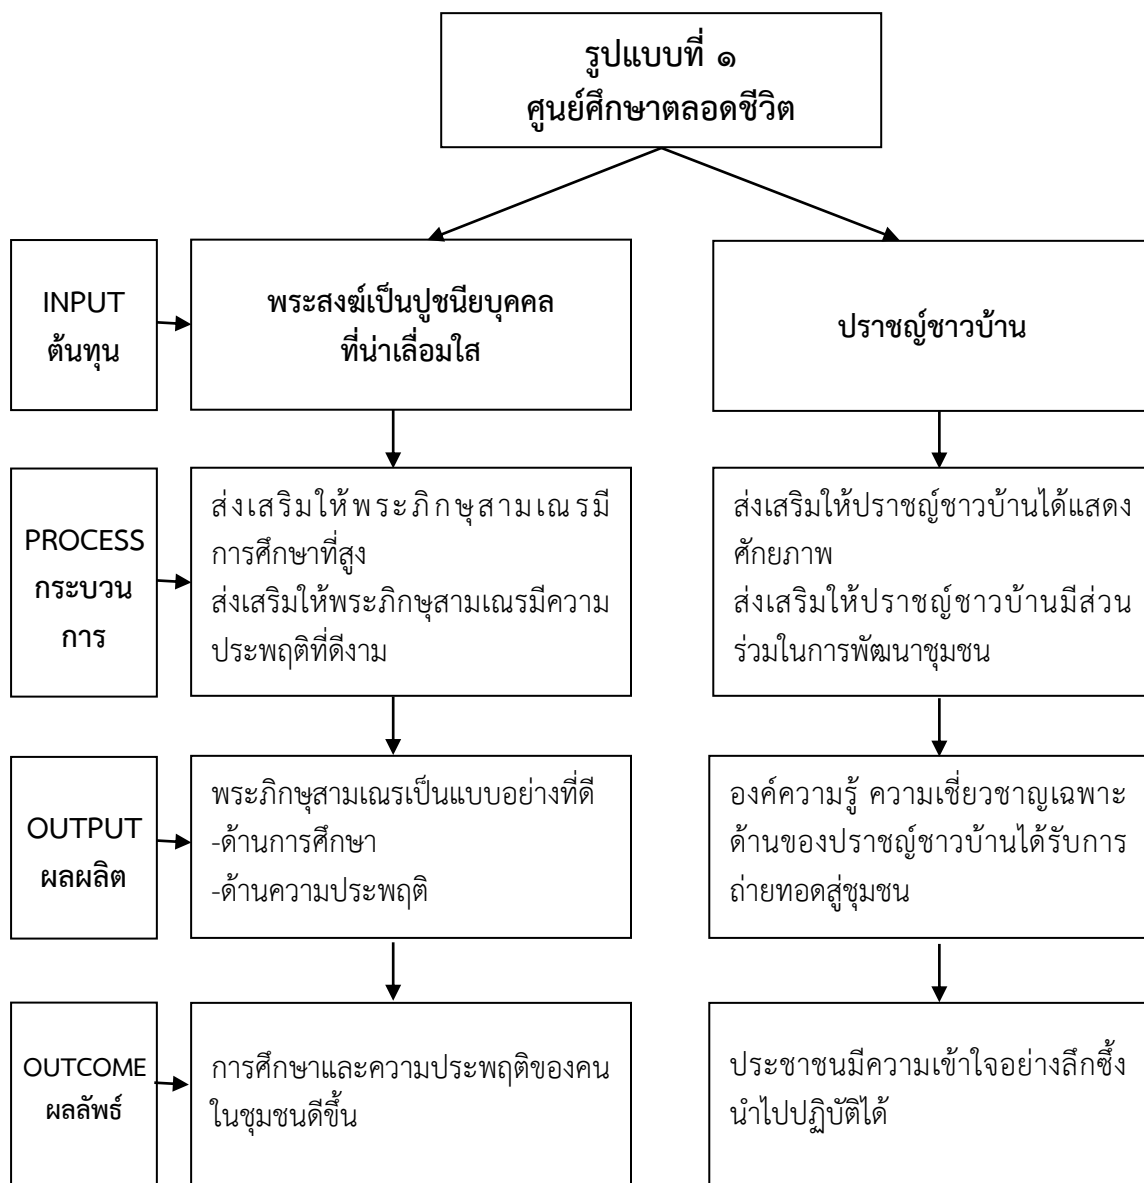 รูปแบบที่ ๑
ศูนย์ศึกษาตลอดชีวิต
INPUT
ต้นทุน
พระสงฆ์เป็นปูชนียบุคคล
ที่น่าเลื่อมใส
ปราชญ์ชาวบ้าน
PROCESS
กระบวน
การ
ส่งเสริมให้พระภิกษุสามเณรมี
การศึกษาที่สูง
ส่งเสริมให้พระภิกษุสามเณรมีความ
ประพฤติที่ดีงาม
ส่งเสริมให้ปราชญ์ชาวบ้านได้แสดง
ศักยภาพ
ส่งเสริมให้ปราชญ์ชาวบ้านมีส่วน
ร่วมในการพัฒนาชุมชน
OUTPUT
ผลผลิต
พระภิกษุสามเณรเป็นแบบอย่างที่ดี
-ด้านการศึกษา
-ด้านความประพฤติ
องค์ความรู้ ความเชี่ยวชาญเฉพาะ
ด้านของปราชญ์ชาวบ้านได้รับการ
ถ่ายทอดสู่ชุมชน
OUTCOME
ผลลัพธ์
การศึกษาและความประพฤติของคน
ในชุมชนดีขึ้น
ประชาชนมีความเข้าใจอย่างลึกซึ้ง
นำไปปฏิบัติได้